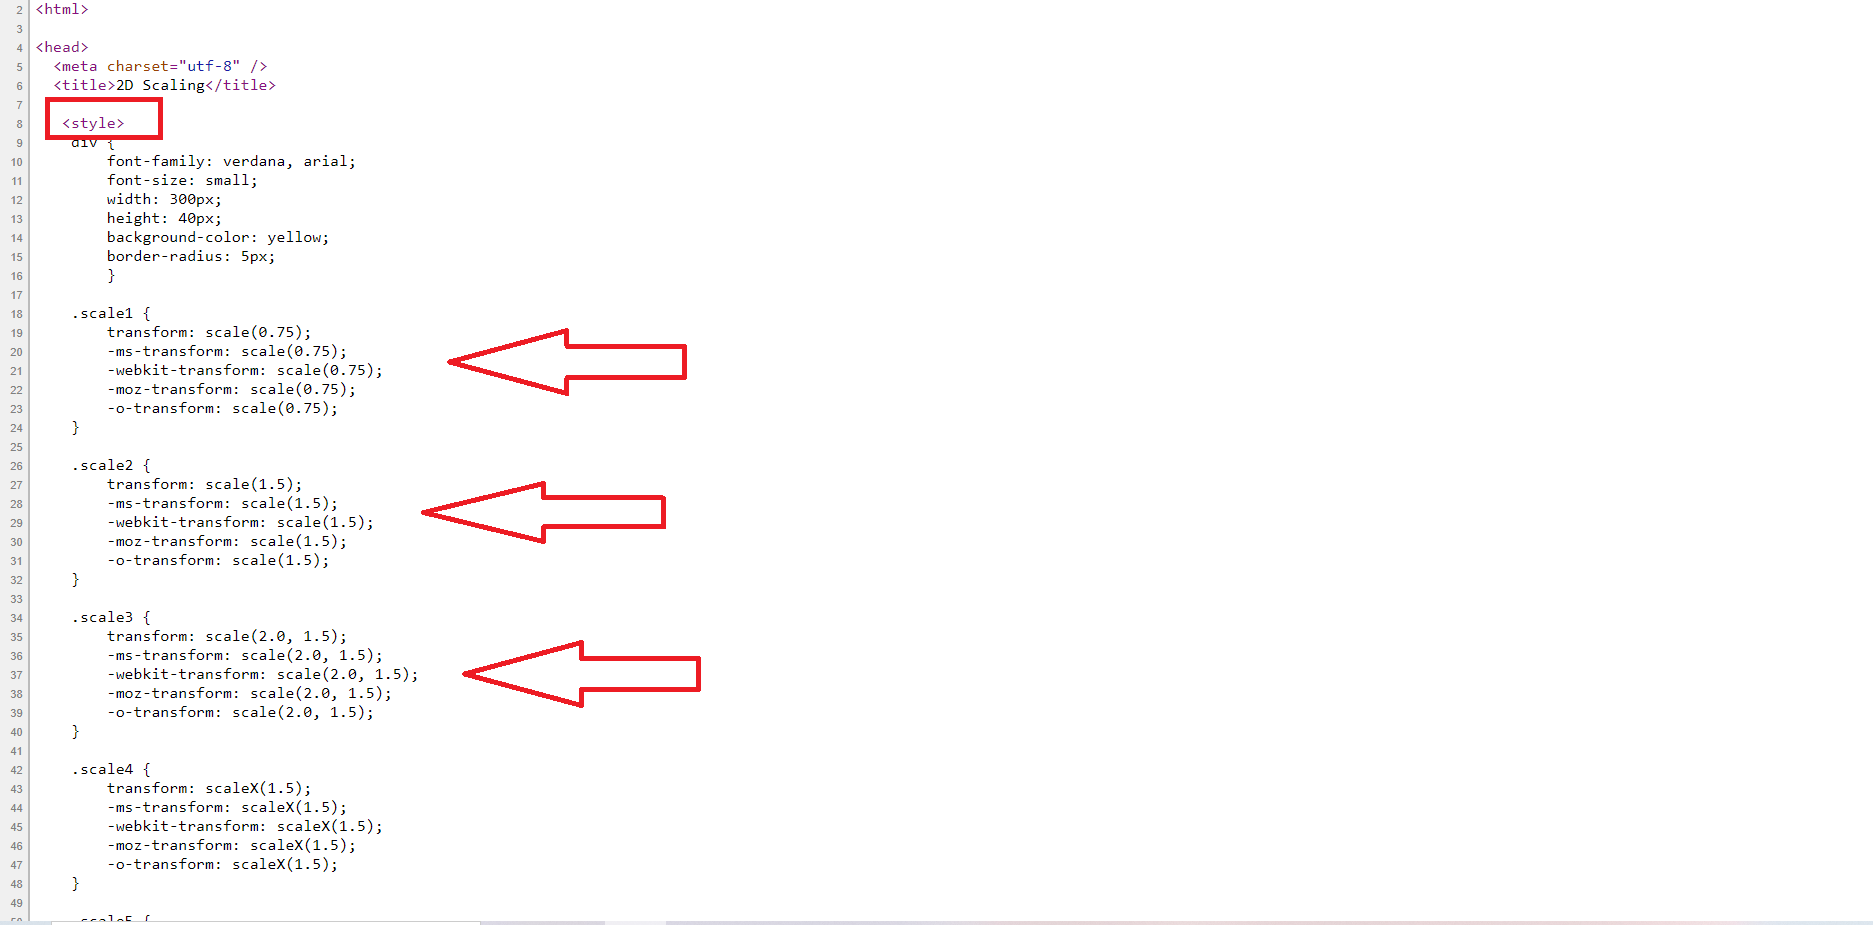 2 <html>
3
4 <head>
5 <meta charset="utf-8" />
6 <title>2D Scaling</title>
7
8 <style>
9 div {
10 font-family: verdana, arial;
11 font-size: small;
12 width: 300px;
13 height: 40px;
14 background-color: yellow;
15 border-radius: 5px;
16 }
17
18 .scale1 {
19 transform: scale(0.75);
20 -ms-transform: scale(0.75);
21 -webkit-transform: scale(0.75);
22 -moz-transform: scale(0.75);
23 -o-transform: scale(0.75);
24 }
25
26 .scale2 {
27 transform: scale(1.5);
28 -ms-transform: scale(1.5);
29 -webkit-transform: scale(1.5);
30 -moz-transform: scale(1.5);
31 -o-transform: scale(1.5);
32 }
33
34 .scale3 {
35 transform: scale(2.0, 1.5);
36 -ms-transform: scale(2.0, 1.5);
37 -webkit-transform: scale(2.0, 1.5);
38 -moz-transform: scale(2.0, 1.5);
39 -o-transform: scale(2.0, 1.5);
40 }
41
42 .scale4 {
43 transform: scaleX(1.5);
44 -ms-transform: scaleX(1.5);
45 -webkit-transform: scaleX(1.5);
46 -moz-transform: scaleX(1.5);
47 -o-transform: scaleX(1.5);
48 }
49
50 .scale5 {